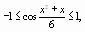 −1 ≤ cos (x² + x)/6 ≤ 1,